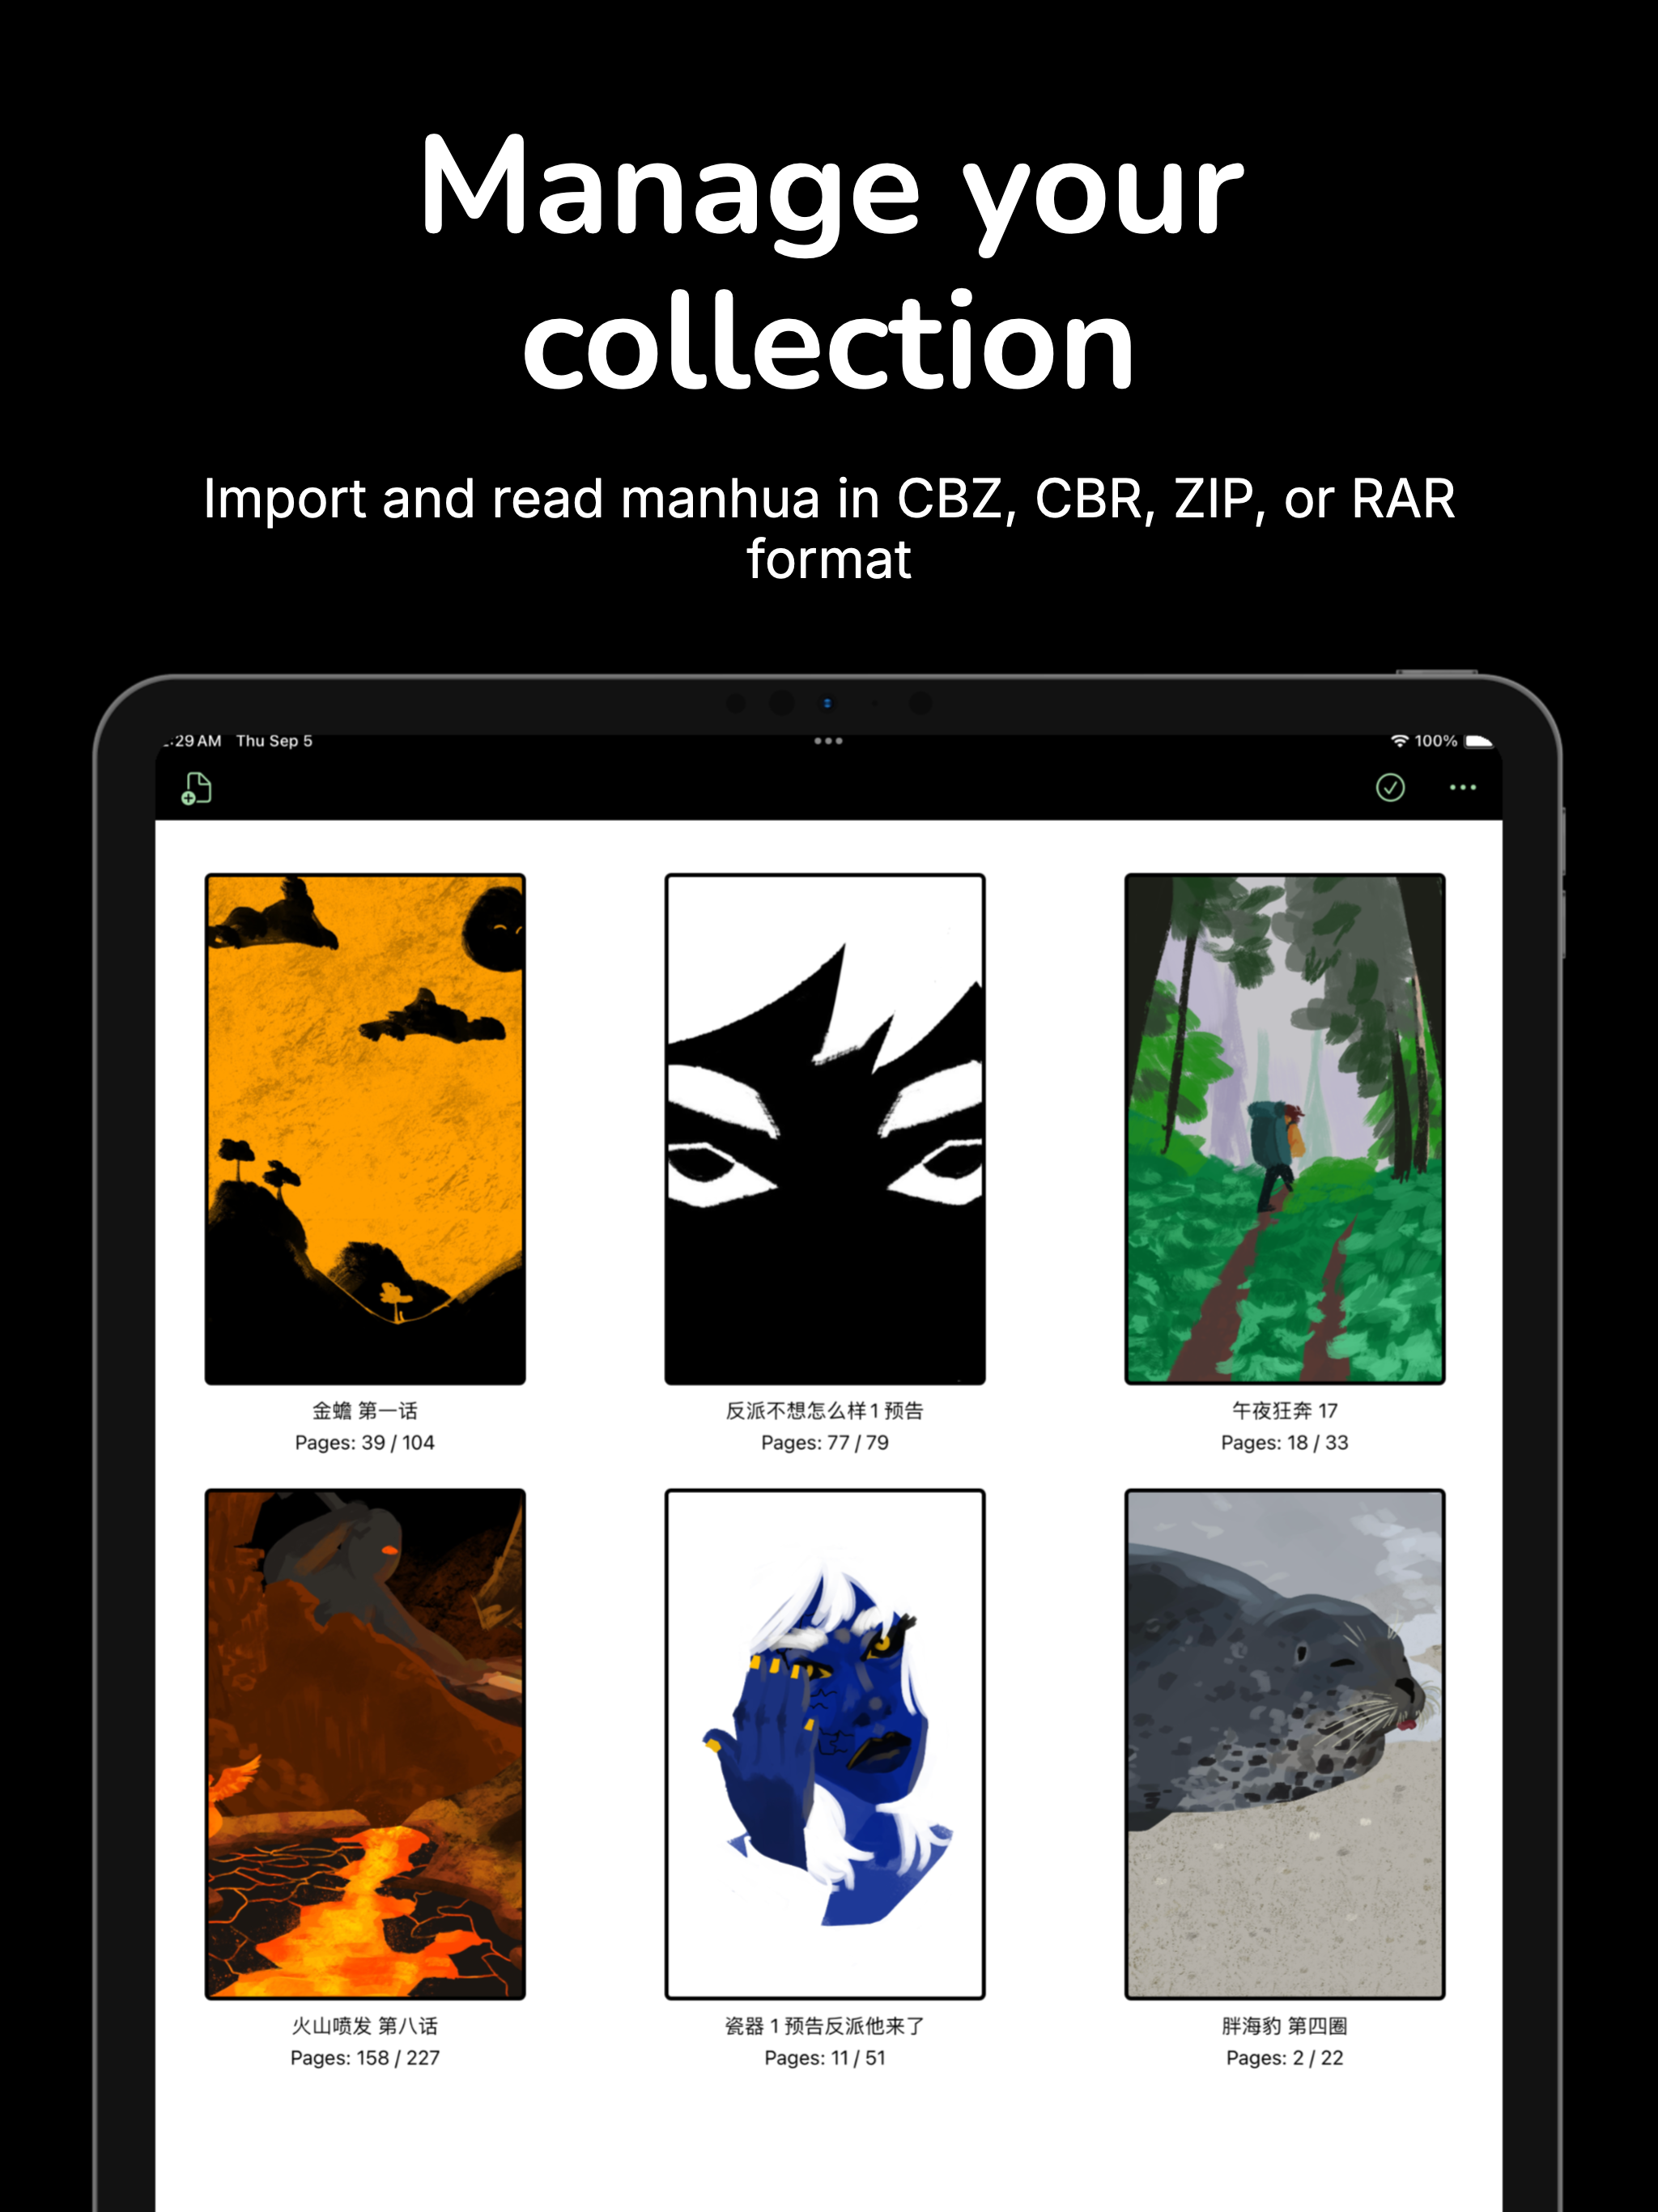 Manage your
collection
Import and read manhua in CBZ, CBR, ZIP, or RAR
format
:29 AM Thu Sep 5
100%
金蟾 第一话
反派不想怎么样1预告
午夜狂奔 17
Pages: 39 / 104
Pages: 77 / 79
Pages: 18 / 33
火山喷发 第八话
瓷器 1 预告反派他来了
胖海豹 第四圈
Pages: 158 / 227
Pages: 11 / 51
Pages: 2 / 22